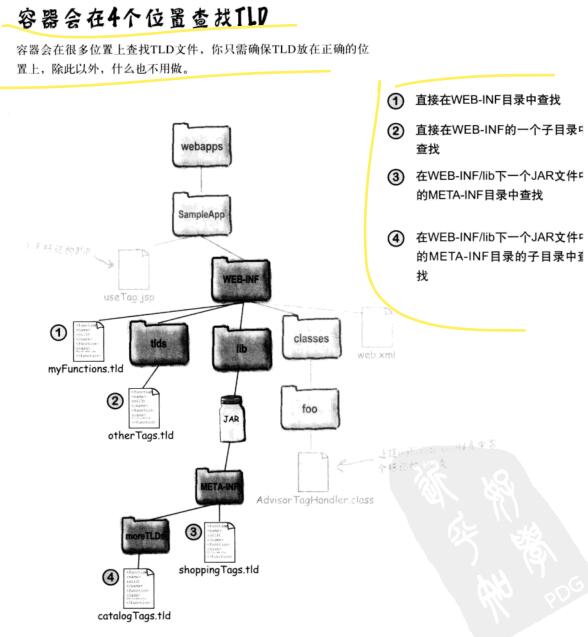 容器会在4个位置查找TLD
容器会在很多位置上查找TLD文件，你只需确保TLD放在正确的位
置上，除此以外，什么也不用做。
① 直接在WEB-INF目录中查找
② 直接在WEB-INF的一个子目录中
查找
③ 在WEB-INF/lib下一个JAR文件中
的META-INF目录中查找
④ 在WEB-INF/lib下一个JAR文件中
的META-INF目录的子目录中查
找
webapps
SampleApp
WEB-INF
useTag.jsp
①
myFunctions.tld
tlds
lib
classes
web.xml
②
otherTags.tld
JAR
foo
META-INF
AdvisorTagHandler.class
moreTLDs
③
shoppingTags.tld
④
catalogTags.tld
PDG